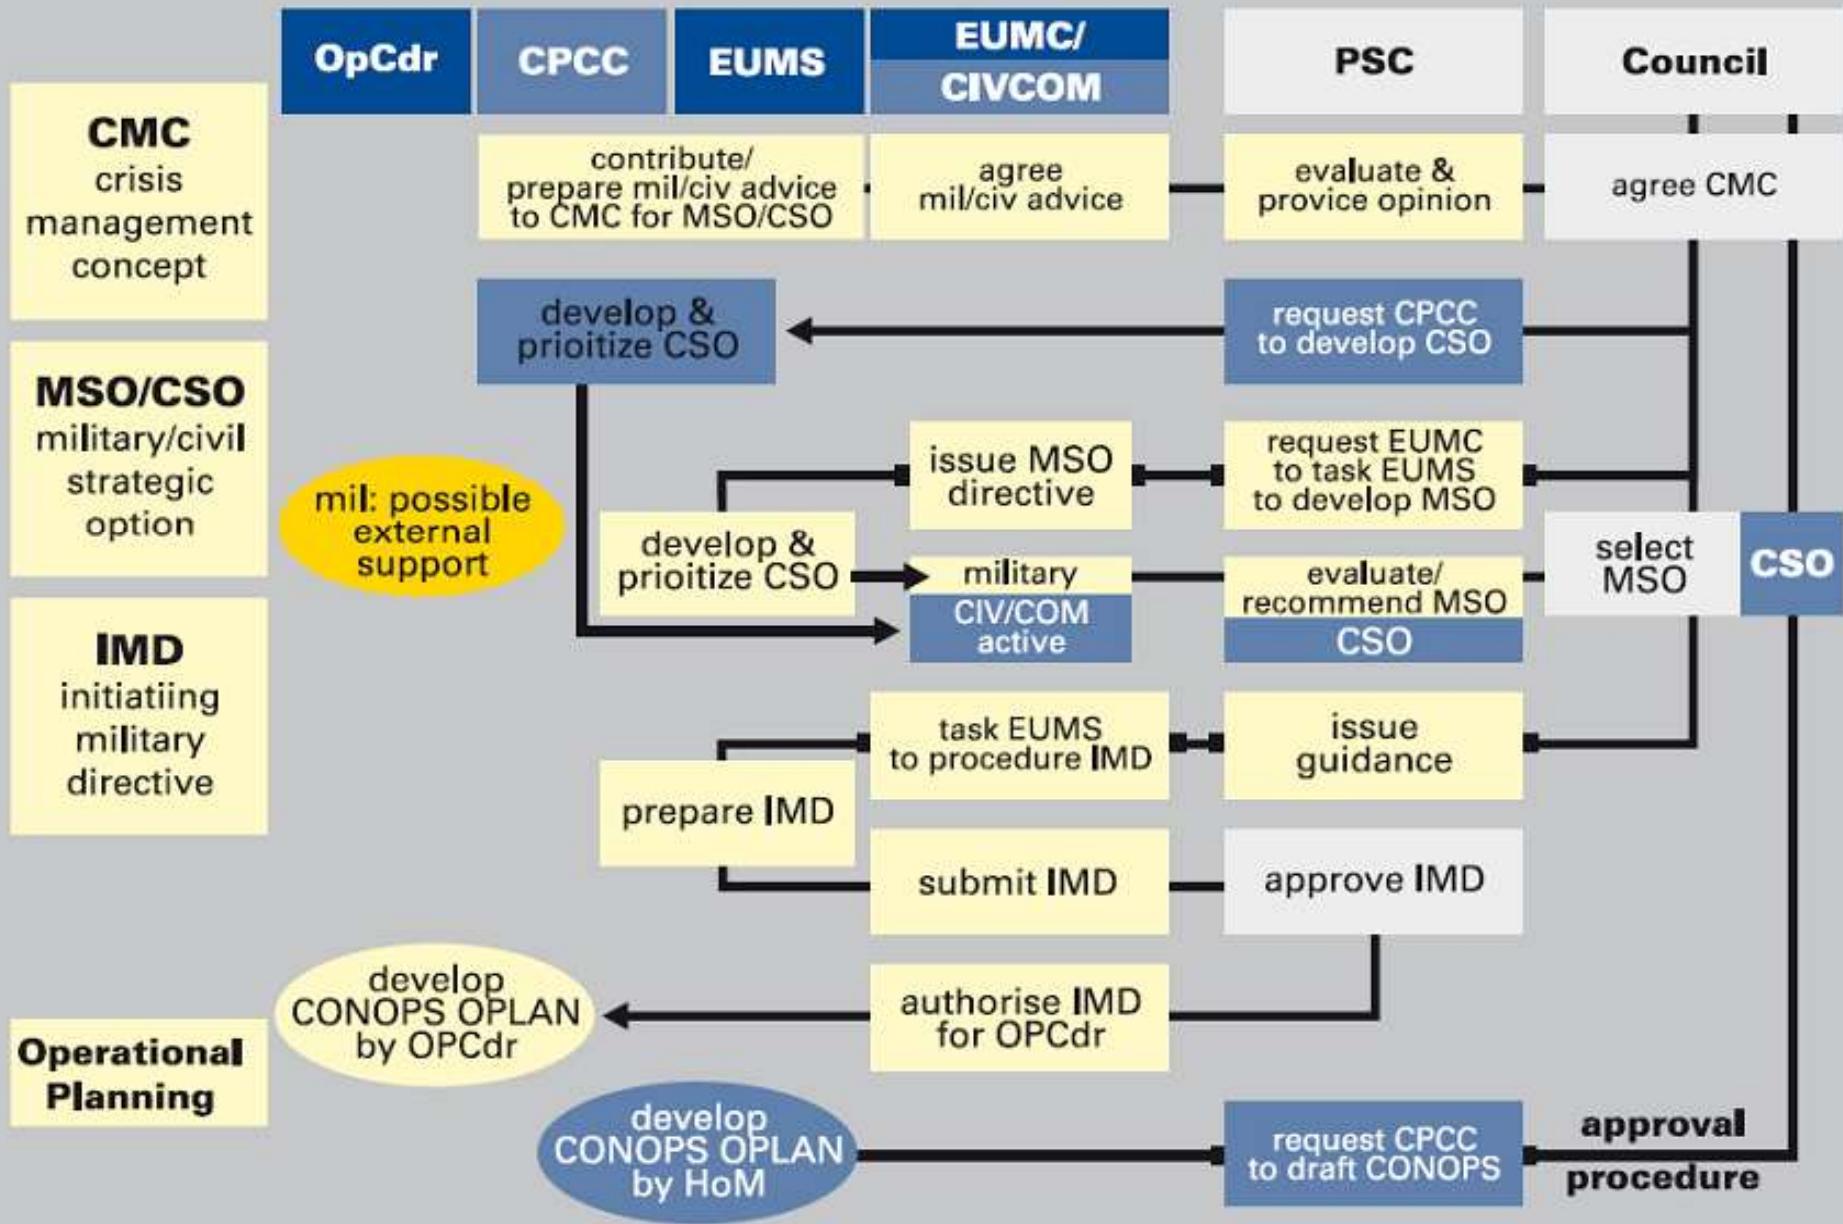 OpCdr
CPCC
EUMS
EUMC/
CIVCOM
PSC
Council
CMC
crisis
management
concept
contribute/
prepare mil/civ advice
to CMC for MSO/CSO
agree
mil/civ advice
evaluate &
provice opinion
agree CMC
develop &
prioitize CSO
request CPCC
to develop CSO
MSO/CSO
military/civil
strategic
option
mil: possible
external
support
issue MSO
directive
request EUMC
to task EUMS
to develop MSO
develop &
prioitize CSO
military
CIV/COM
active
evaluate/
recommend MSO
CSO
select
MSO
CSO
IMD
initiatiing
military
directive
task EUMS
to procedure IMD
issue
guidance
prepare IMD
submit IMD
approve IMD
develop
CONOPS OPLAN
by OPCdr
authorise IMD
for OPCdr
Operational
Planning
develop
CONOPS OPLAN
by HoM
request CPCC
to draft CONOPS
approval
procedure